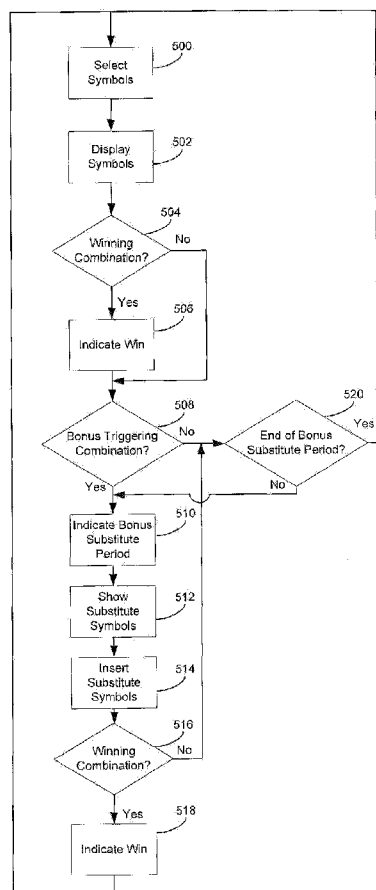 500
Select
Symbols
502
Display
Symbols
504
Winning
Combination?
No
Yes
506
Indicate Win
508
Bonus Triggering
Combination?
No
Yes
520
End of Bonus
Substitute Period?
Yes
No
510
Indicate Bonus
Substitute
Period
512
Show
Substitute
Symbols
514
Insert
Substitute
Symbols
516
Winning
Combination?
No
Yes
518
Indicate Win